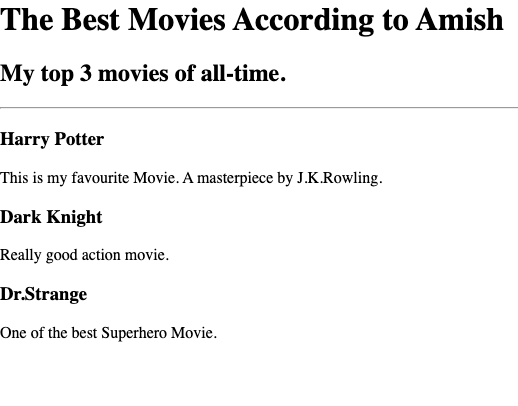 The Best Movies According to Amish
My top 3 movies of all-time.
Harry Potter
This is my favourite Movie. A masterpiece by J.K.Rowling.
Dark Knight
Really good action movie.
Dr.Strange
One of the best Superhero Movie.